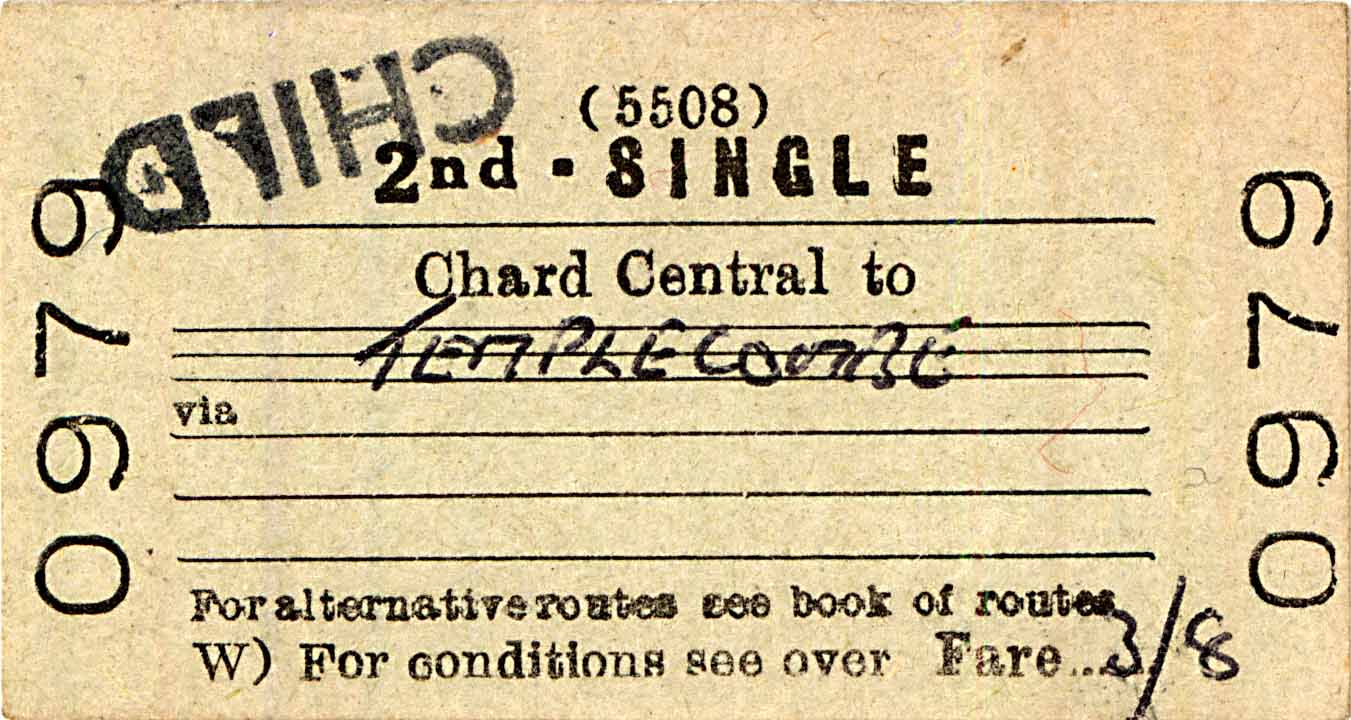 CHILD
(5508)
2nd - SINGLE
Chard Central to
TEMPLECOMBE
via
For alternative routes see book of routes
W) For conditions see over Fare... 3/8
0979
0979